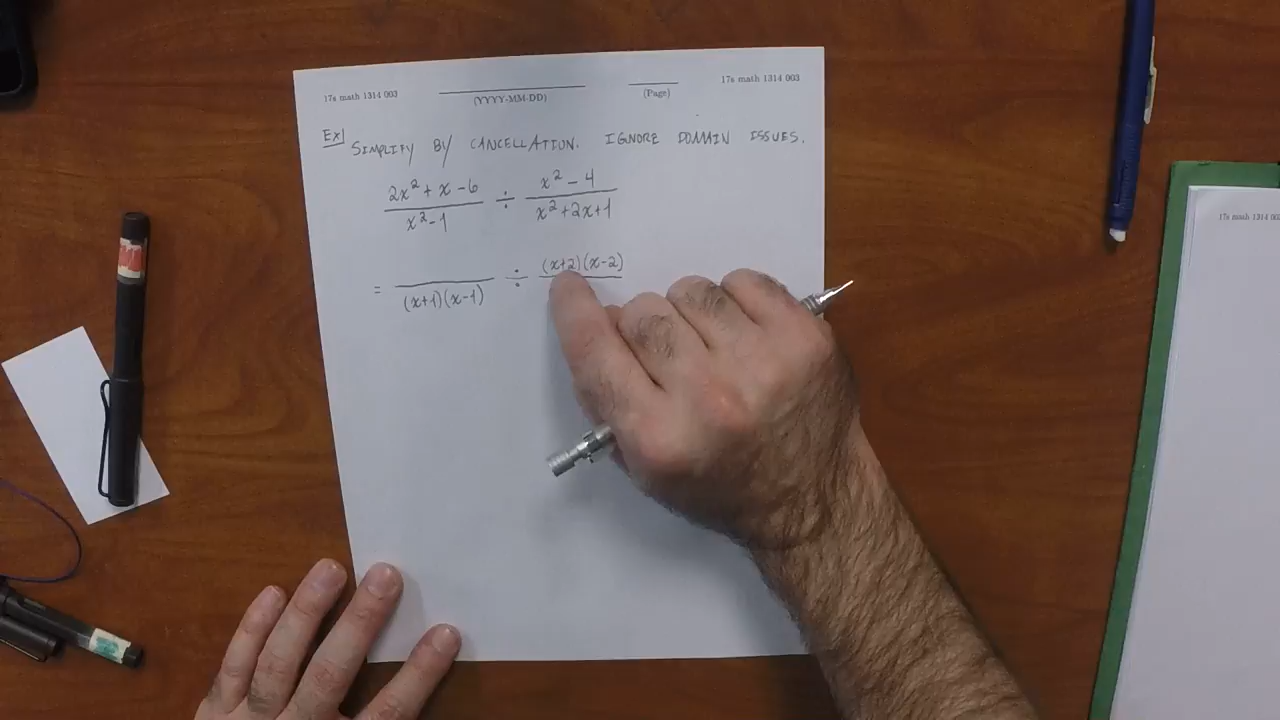 17s math 1314 003 (YYYY-MM-DD) (Page) 17s math 1314 003
Ex| SIMPLIFY BY CANCELLATION. IGNORE DOMAIN ISSUES.
2x² + x - 6 / x² - 1 ÷ x² - 4 / x² + 2x + 1
= / (x+1)(x-1) ÷ (x+2)(x-2) /
17s math 1314 003